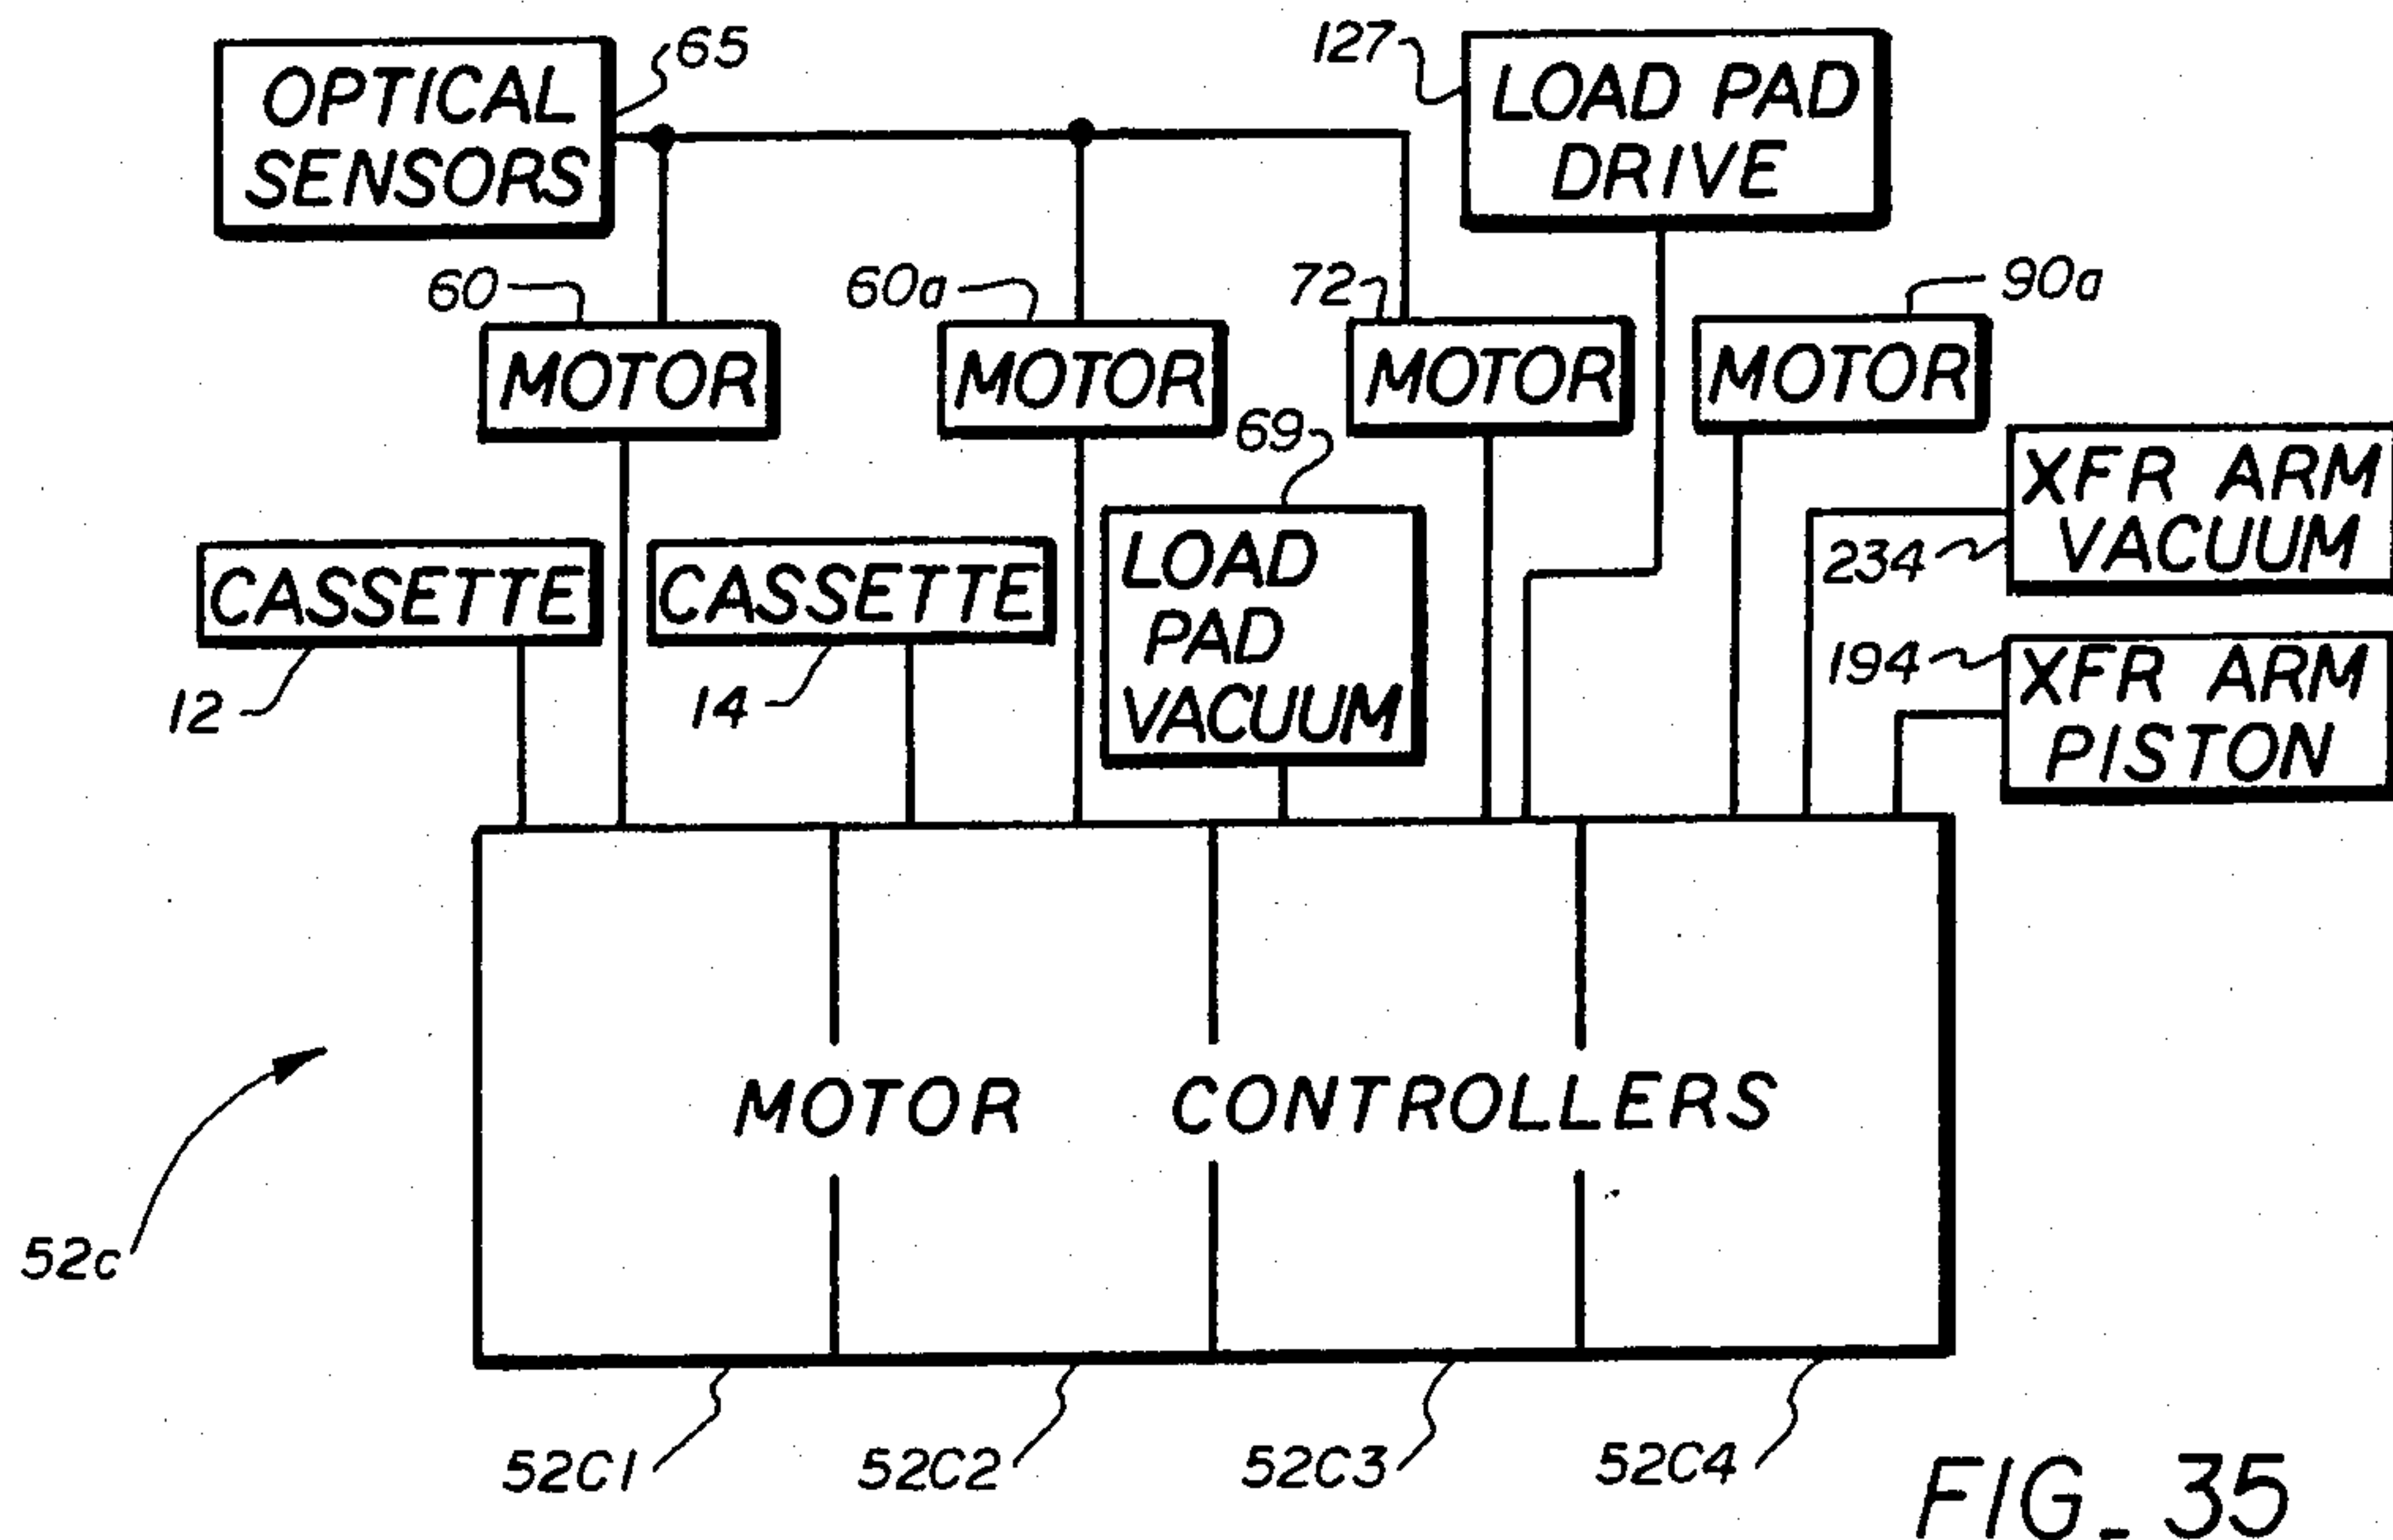 OPTICAL
SENSORS
65
127
LOAD PAD
DRIVE
60
60a
72
90a
MOTOR
MOTOR
MOTOR
MOTOR
69
XFR ARM
VACUUM
234
CASSETTE
CASSETTE
LOAD
PAD
VACUUM
12
14
194
XFR ARM
PISTON
MOTOR CONTROLLERS
52c
52C1
52C2
52C3
52C4
FIG_35